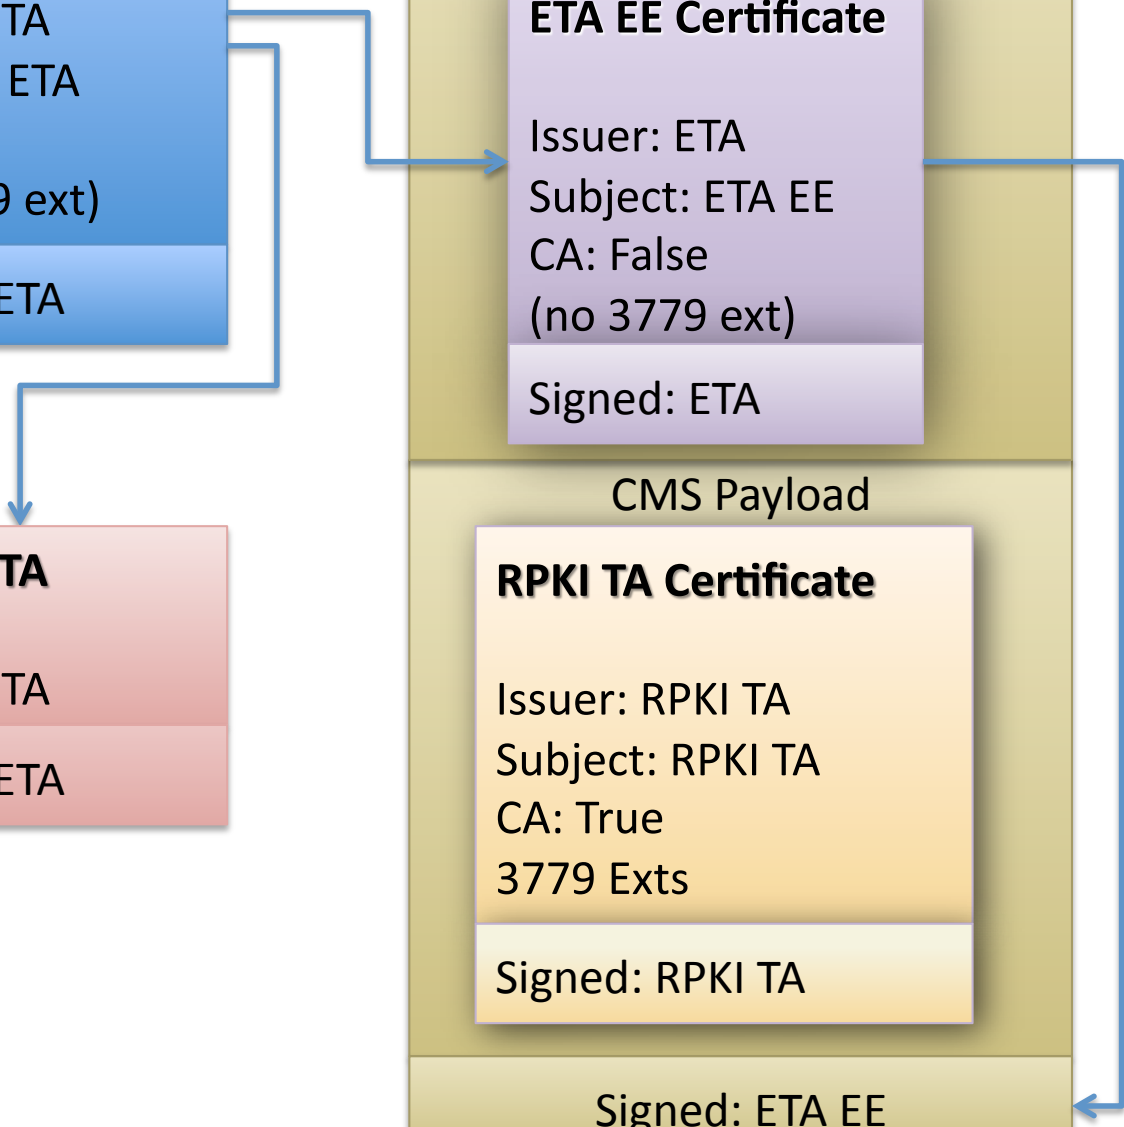 TA
ETA
9 ext)
ETA
TA
TA
ETA
ETA EE Certificate
Issuer: ETA
Subject: ETA EE
CA: False
(no 3779 ext)
Signed: ETA
CMS Payload
RPKI TA Certificate
Issuer: RPKI TA
Subject: RPKI TA
CA: True
3779 Exts
Signed: RPKI TA
Signed: ETA EE